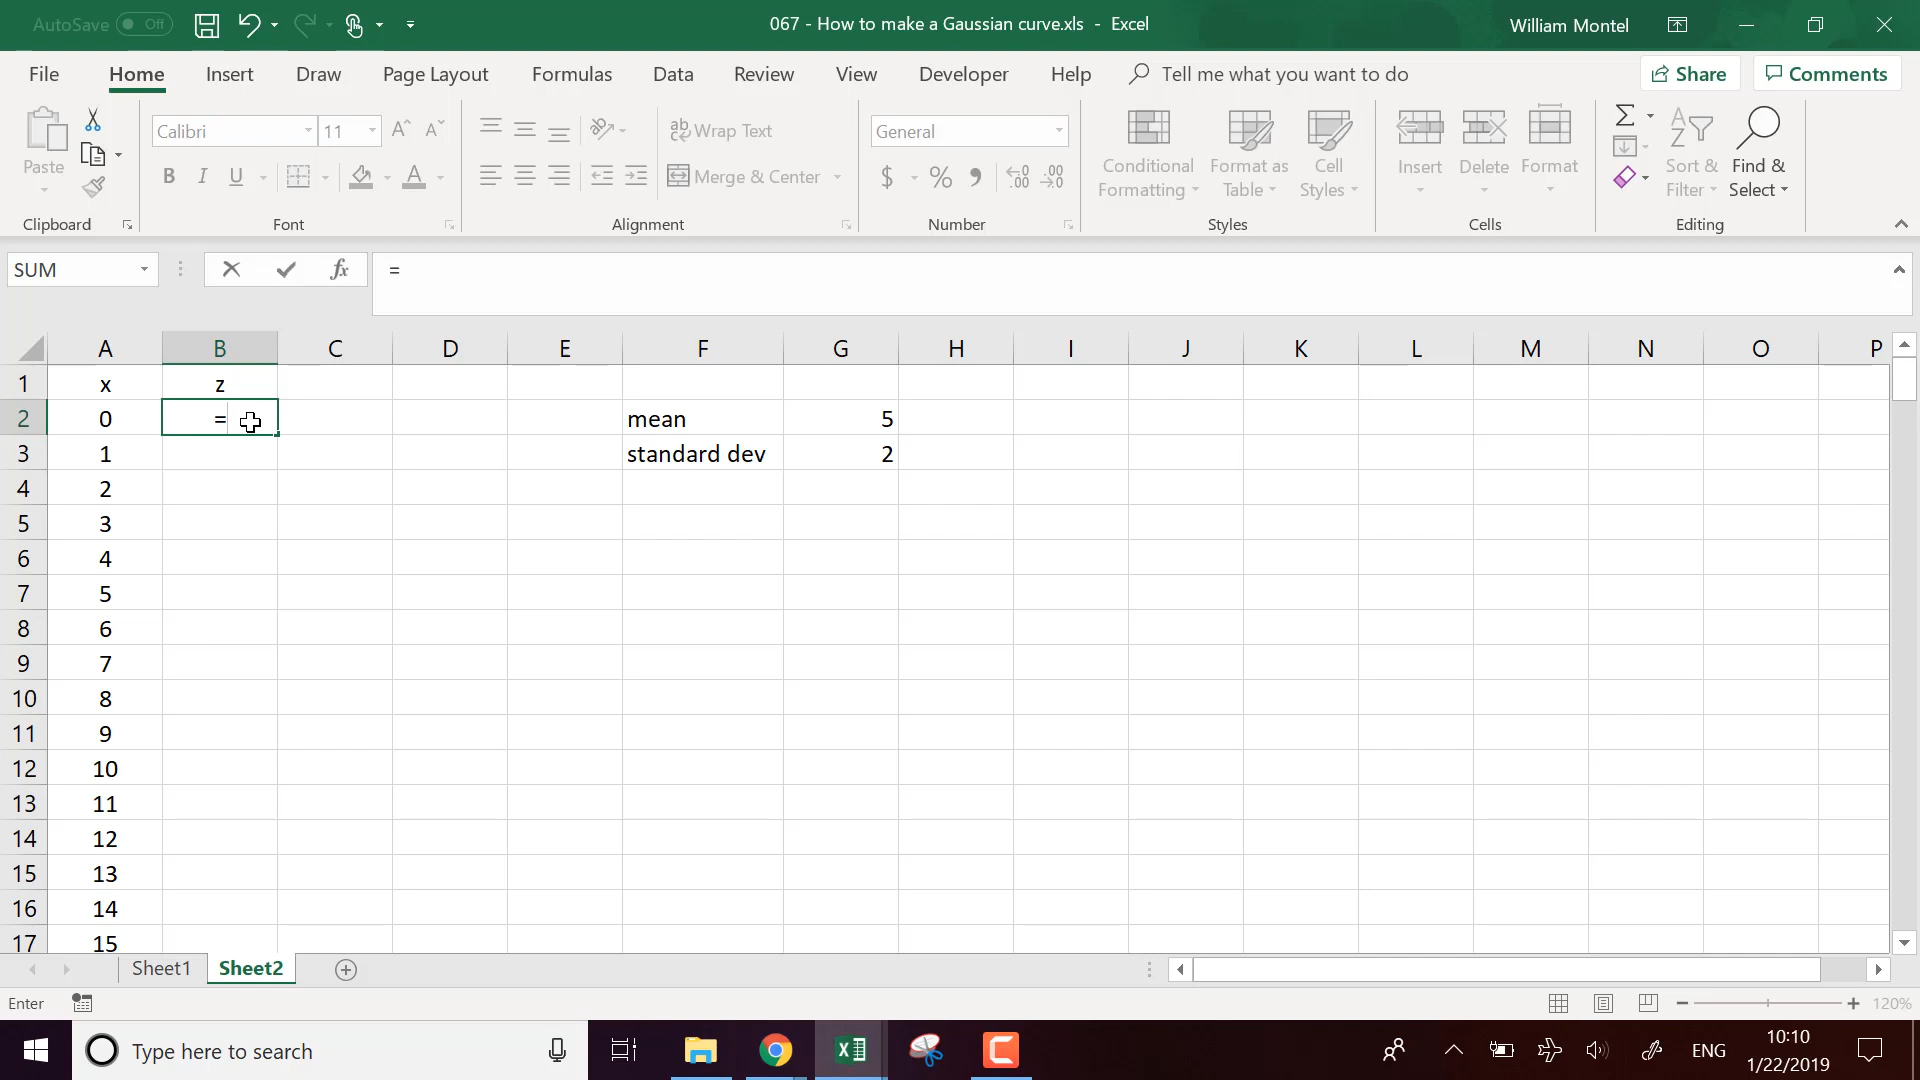 AutoSave Off 067 - How to make a Gaussian curve.xls - Excel William Montel
File Home Insert Draw Page Layout Formulas Data Review View Developer Help Tell me what you want to do Share Comments
Paste
Clipboard
Calibri 11
B I U A
Font
ab Wrap Text
Merge & Center
Alignment
General
$ % ,
Number
Conditional Formatting
Format as Table
Cell Styles
Styles
Insert Delete Format
Cells
Sort & Filter
Find & Select
Editing
SUM fx =
A B C D E F G H I J K L M N O P
1 x z
2 0 = mean 5
3 1 standard dev 2
4 2
5 3
6 4
7 5
8 6
9 7
10 8
11 9
12 10
13 11
14 12
15 13
16 14
17 15
Sheet1 Sheet2
Enter 120%
Type here to search ENG 10:10
1/22/2019